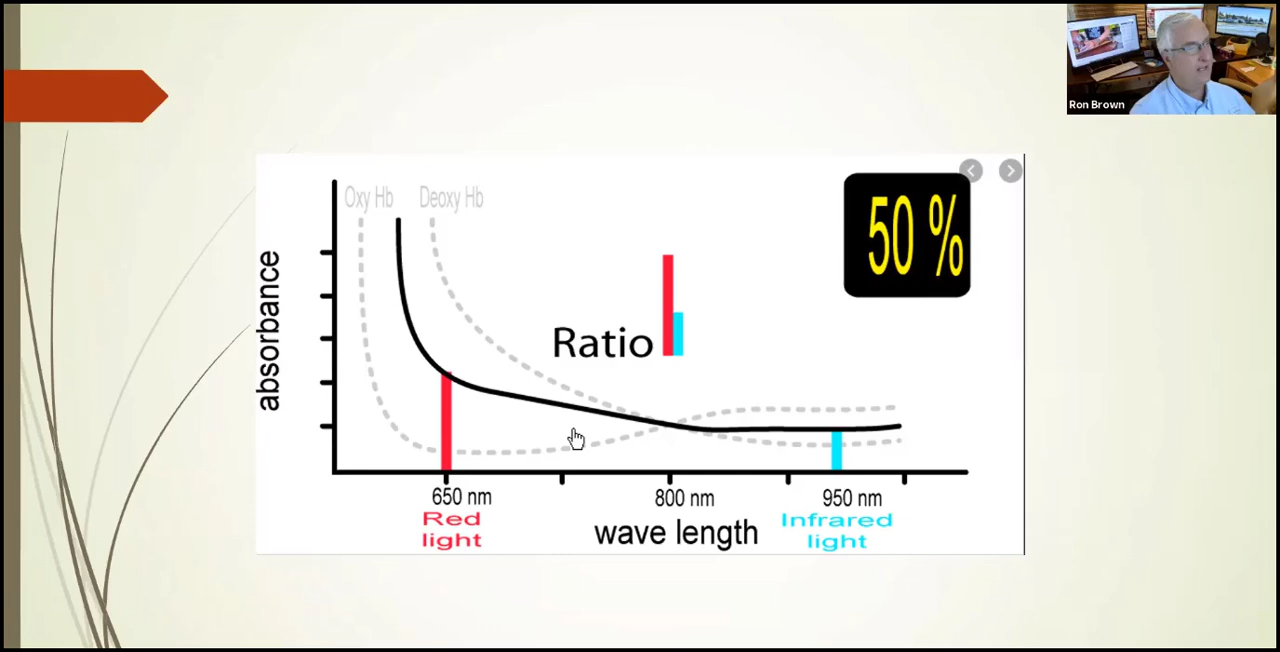 Ron Brown
Oxy Hb
Deoxy Hb
50 %
absorbance
Ratio
650 nm
800 nm
950 nm
Red
light
wave length
Infrared
light